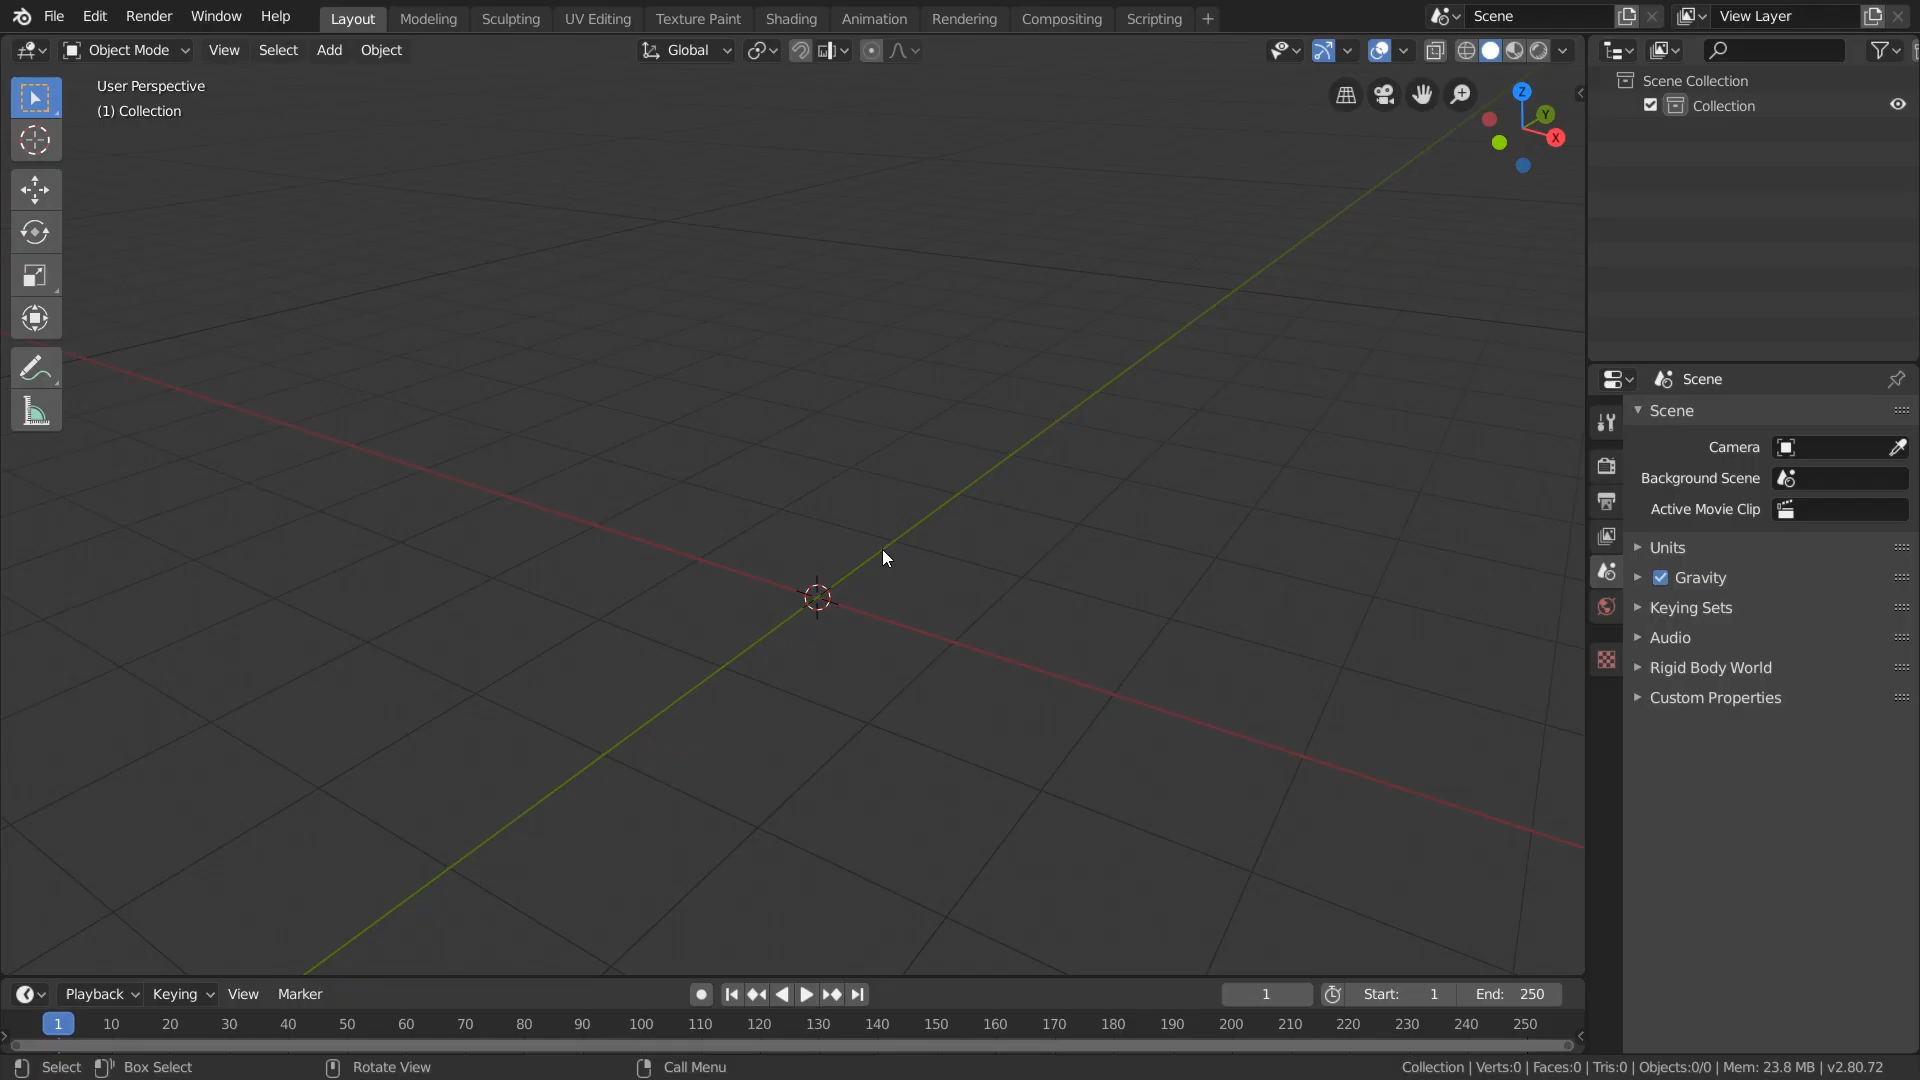 File Edit Render Window Help Layout Modeling Sculpting UV Editing Texture Paint Shading Animation Rendering Compositing Scripting + Scene View Layer
Object Mode View Select Add Object Global
User Perspective
(1) Collection
Z
Y
X
Scene Collection
Collection
Scene
Scene
Camera
Background Scene
Active Movie Clip
Units
Gravity
Keying Sets
Audio
Rigid Body World
Custom Properties
Playback Keying View Marker 1 Start: 1 End: 250
1 10 20 30 40 50 60 70 80 90 100 110 120 130 140 150 160 170 180 190 200 210 220 230 240 250
Select Box Select Rotate View Call Menu Collection | Verts:0 | Faces:0 | Tris:0 | Objects:0/0 | Mem: 23.8 MB | v2.80.72